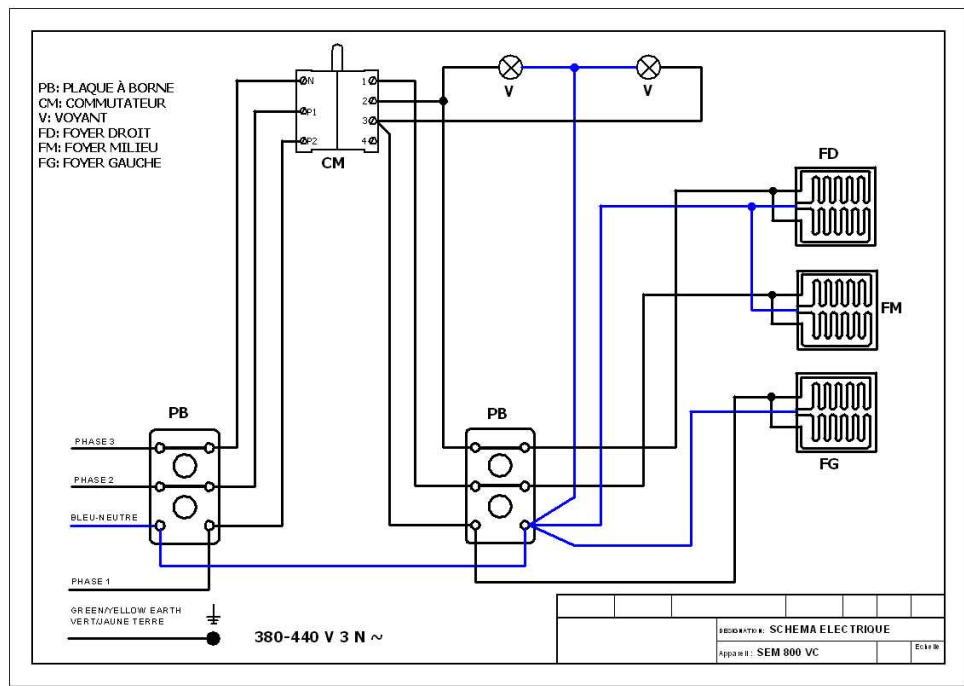 PB: PLAQUE À BORNE
CM: COMMUTATEUR
V: VOYANT
FD: FOYER DROIT
FM: FOYER MILIEU
FG: FOYER GAUCHE
N
P1
P2
1
2
3
4
CM
V
V
FD
FM
FG
PB
PB
PHASE 3
PHASE 2
BLEU-NEUTRE
PHASE 1
GREEN/YELLOW EARTH
VERT/JAUNE TERRE
380-440 V 3 N ~
DESIGNATION: SCHEMA ELECTRIQUE
Appareil: SEM 800 VC
Echelle